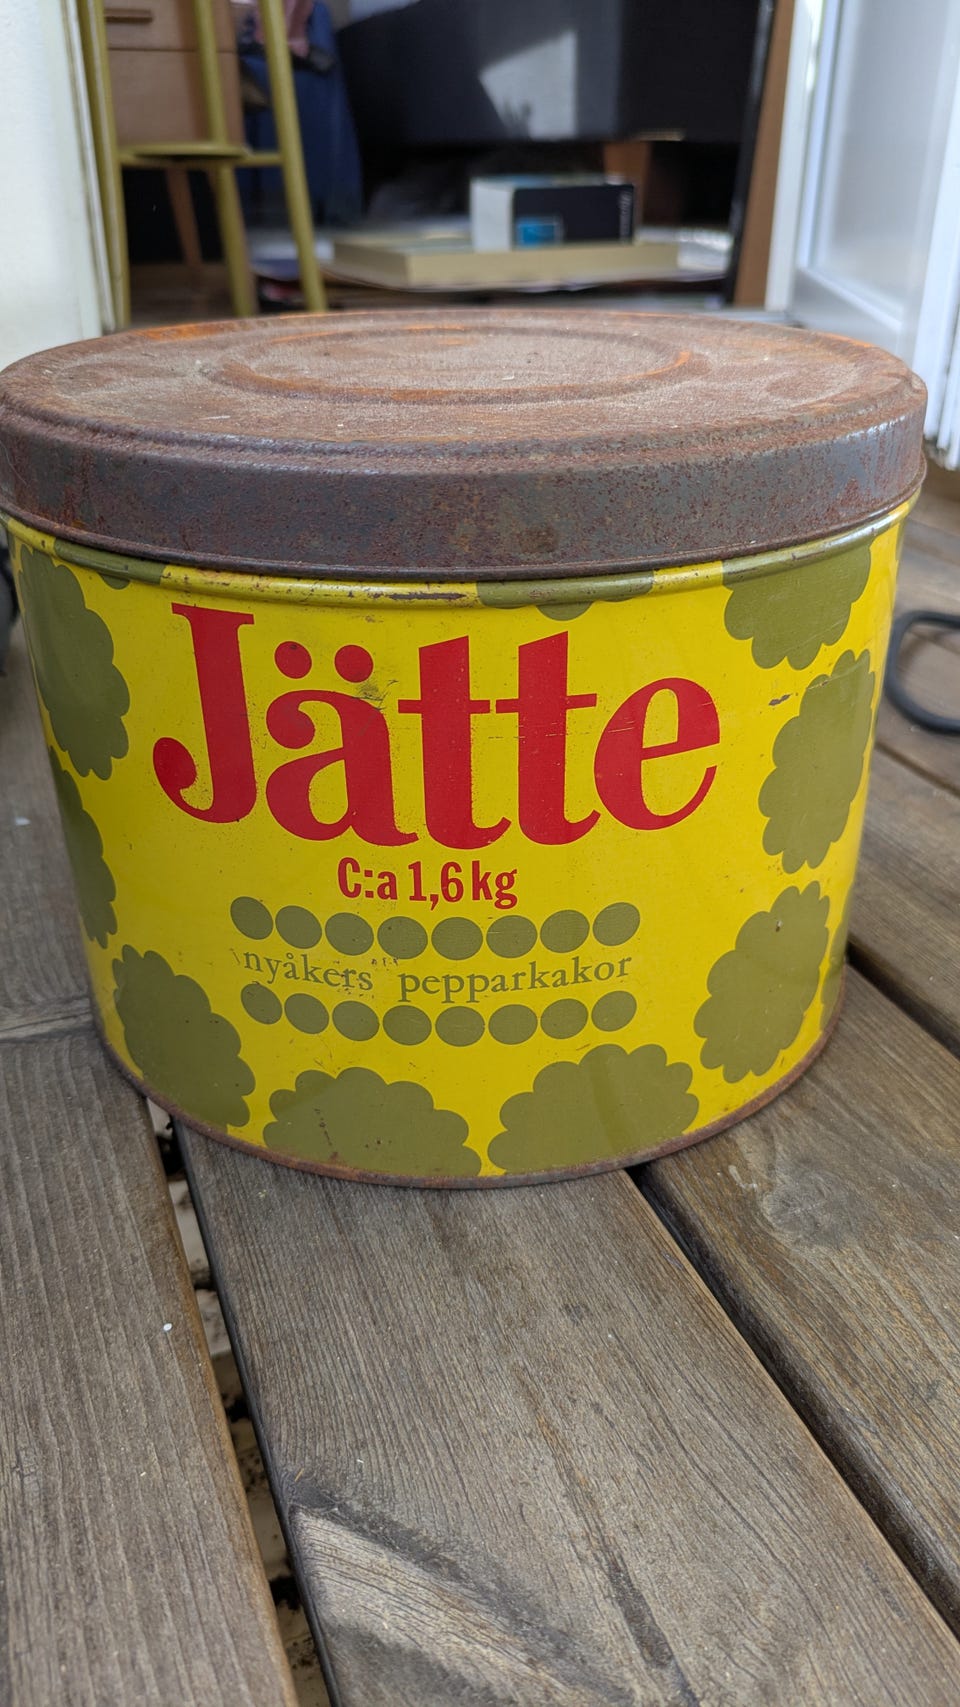 Jätte
C:a 1,6 kg
nyåkers pepparkakor